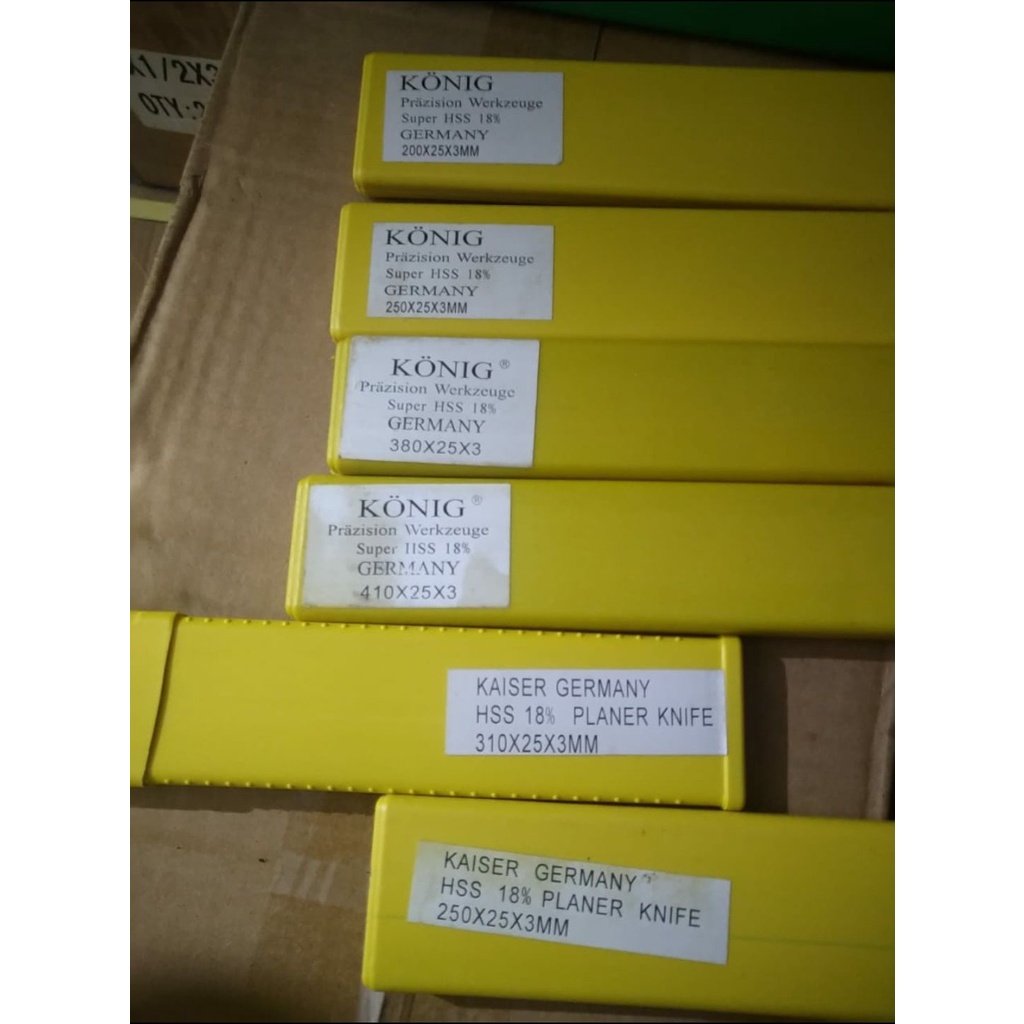 KÖNIG
Präzision Werkzeuge
Super HSS 18%
GERMANY
200X25X3MM
KÖNIG
Präzision Werkzeuge
Super HSS 18%
GERMANY
250X25X3MM
KÖNIG ®
Präzision Werkzeuge
Super HSS 18%
GERMANY
380X25X3
KÖNIG ®
Präzision Werkzeuge
Super HSS 18%
GERMANY
410X25X3
KAISER GERMANY
HSS 18% PLANER KNIFE
310X25X3MM
KAISER GERMANY
HSS 18% PLANER KNIFE
250X25X3MM